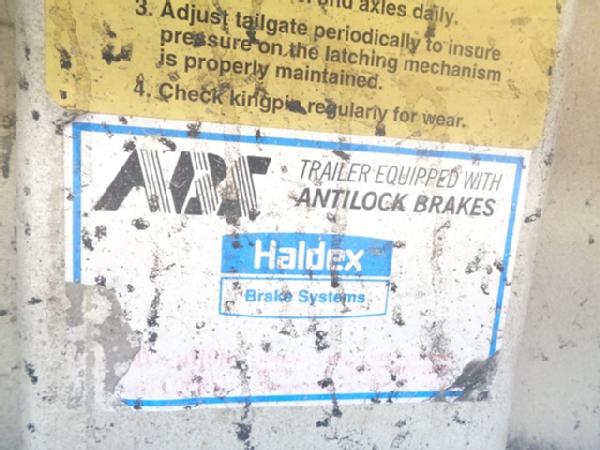 and axles daily.
3. Adjust tailgate periodically to insure
pressure on the latching mechanism
is properly maintained.
4. Check kingpin regularly for wear.
ABS
TRAILER EQUIPPED WITH
ANTILOCK BRAKES
Haldex
Brake Systems